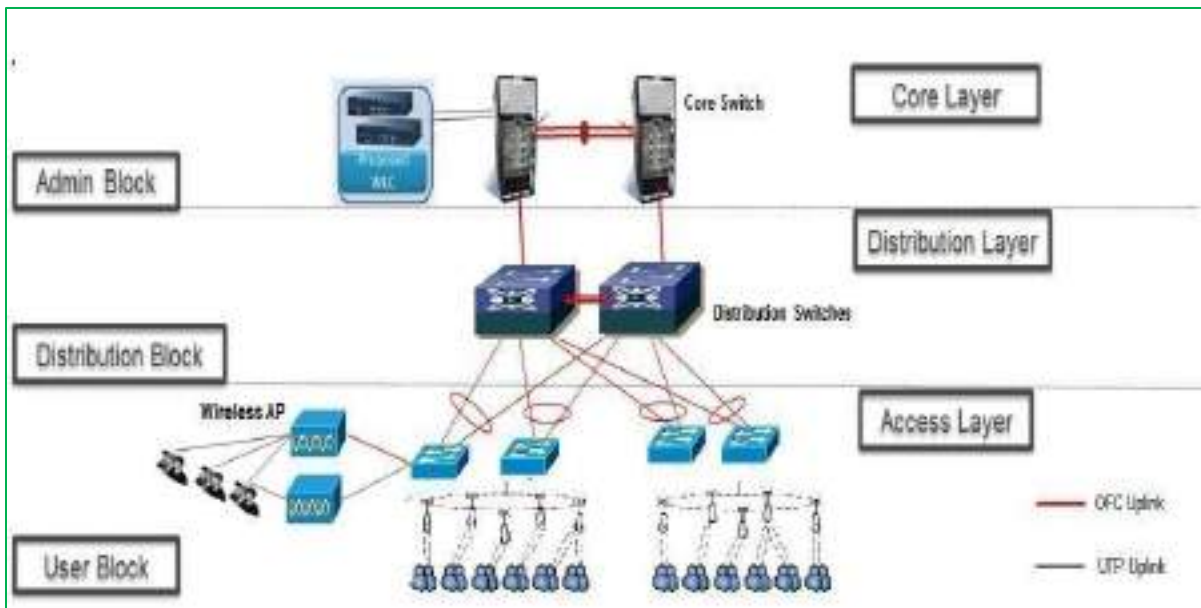 Core Switch
Core Layer
WLC
Admin Block
Distribution Layer
Distribution Switches
Distribution Block
Wireless AP
Access Layer
OFC Uplink
User Block
UTP Uplink